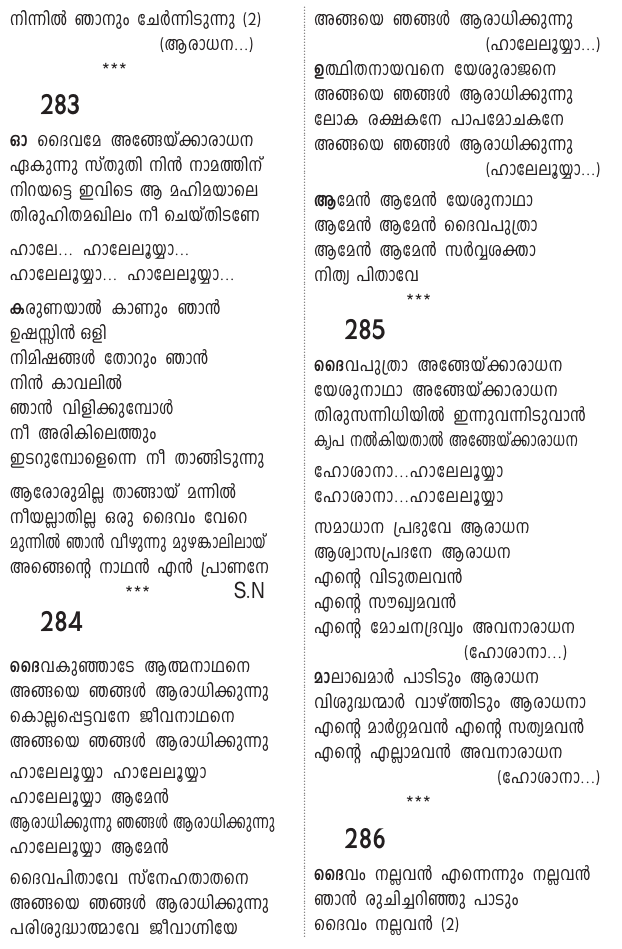 നിന്നിൽ ഞാനും ചേർന്നിടുന്നു (2)
(ആരാധന...)
***
283
ഓ ദൈവമേ അങ്ങേയ്ക്കാരാധന
ഏകുന്നു സ്തുതി നിൻ നാമത്തിന്
നിറയട്ടെ ഇവിടെ ആ മഹിമയാലെ
തിരുഹിതമഖിലം നീ ചെയ്തിടണേ
ഹാലേ... ഹാലേലൂയ്യാ...
ഹാലേലൂയ്യാ... ഹാലേലൂയ്യാ...
കരുണയാൽ കാണും ഞാൻ
ഉഷസ്സിൻ ഒളി
നിമിഷങ്ങൾ തോറും ഞാൻ
നിൻ കാവലിൽ
ഞാൻ വിളിക്കുമ്പോൾ
നീ അരികിലെത്തും
ഇടറുമ്പോളെന്നെ നീ താങ്ങിടുന്നു
ആരോരുമില്ല താങ്ങായ് മന്നിൽ
നീയല്ലാതില്ല ഒരു ദൈവം വേറെ
മുന്നിൽ ഞാൻ വീഴുന്നു മുഴങ്കാലിലായ്
അങ്ങെന്റെ നാഥൻ എൻ പ്രാണനേ
*** S.N
284
ദൈവകുഞ്ഞാടേ ആത്മനാഥനെ
അങ്ങയെ ഞങ്ങൾ ആരാധിക്കുന്നു
കൊല്ലപ്പെട്ടവനേ ജീവനാഥനെ
അങ്ങയെ ഞങ്ങൾ ആരാധിക്കുന്നു
ഹാലേലൂയ്യാ ഹാലേലൂയ്യാ
ഹാലേലൂയ്യാ ആമേൻ
ആരാധിക്കുന്നു ഞങ്ങൾ ആരാധിക്കുന്നു
ഹാലേലൂയ്യാ ആമേൻ
ദൈവപിതാവേ സ്നേഹതാതനെ
അങ്ങയെ ഞങ്ങൾ ആരാധിക്കുന്നു
പരിശുദ്ധാത്മാവേ ജീവാഗ്നിയേ
അങ്ങയെ ഞങ്ങൾ ആരാധിക്കുന്നു
(ഹാലേലൂയ്യാ...)
ഉത്ഥിതനായവനെ യേശുരാജനെ
അങ്ങയെ ഞങ്ങൾ ആരാധിക്കുന്നു
ലോക രക്ഷകനേ പാപമോചകനേ
അങ്ങയെ ഞങ്ങൾ ആരാധിക്കുന്നു
(ഹാലേലൂയ്യാ...)
ആമേൻ ആമേൻ യേശുനാഥാ
ആമേൻ ആമേൻ ദൈവപുത്രാ
ആമേൻ ആമേൻ സർവ്വശക്താ
നിത്യ പിതാവേ
***
285
ദൈവപുത്രാ അങ്ങേയ്ക്കാരാധന
യേശുനാഥാ അങ്ങേയ്ക്കാരാധന
തിരുസന്നിധിയിൽ ഇന്നുവന്നിടുവാൻ
കൃപ നൽകിയതാൽ അങ്ങേയ്ക്കാരാധന
ഹോശാനാ...ഹാലേലൂയ്യാ
ഹോശാനാ...ഹാലേലൂയ്യാ
സമാധാന പ്രഭുവേ ആരാധന
ആശ്വാസപ്രദനേ ആരാധന
എന്റെ വിടുതലവൻ
എന്റെ സൗഖ്യമവൻ
എന്റെ മോചനദ്രവ്യം അവനാരാധന
(ഹോശാനാ...)
മാലാഖമാർ പാടിടും ആരാധന
വിശുദ്ധന്മാർ വാഴ്ത്തിടും ആരാധനാ
എന്റെ മാർഗ്ഗമവൻ എന്റെ സത്യമവൻ
എന്റെ എല്ലാമവൻ അവനാരാധന
(ഹോശാനാ...)
***
286
ദൈവം നല്ലവൻ എന്നെന്നും നല്ലവൻ
ഞാൻ രുചിച്ചറിഞ്ഞു പാടും
ദൈവം നല്ലവൻ (2)